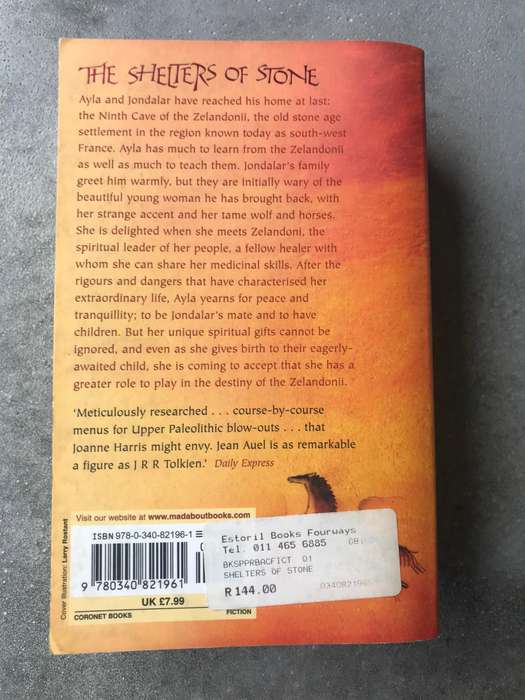 THE SHELTERS OF STONE
Ayla and Jondalar have reached his home at last:
the Ninth Cave of the Zelandonii, the old stone age
settlement in the region known today as south-west
France. Ayla has much to learn from the Zelandonii
as well as much to teach them. Jondalar's family
greet him warmly, but they are initially wary of the
beautiful young woman he has brought back, with
her strange accent and her tame wolf and horses.
She is delighted when she meets Zelandoni, the
spiritual leader of her people, a fellow healer with
whom she can share her medicinal skills. After the
rigours and dangers that have characterised her
extraordinary life, Ayla yearns for peace and
tranquillity; to be Jondalar's mate and to have
children. But her unique spiritual gifts cannot be
ignored, and even as she gives birth to their eagerly-
awaited child, she is coming to accept that she has a
greater role to play in the destiny of the Zelandonii.
'Meticulously researched . . . course-by-course
menus for Upper Paleolithic blow-outs . . . that
Joanne Harris might envy. Jean Auel is as remarkable
a figure as J R R Tolkien.' Daily Express
Visit our website at www.madaboutbooks.com
ISBN 978-0-340-82196-1
9 780340 821961
UK £7.99
CORONET BOOKS
FICTION
Cover illustration: Larry Rostant
Estoril Books Fourways
Tel. 011 465 6885
BKSPPRBACFICT 01
SHELTERS OF STONE
R 144.00